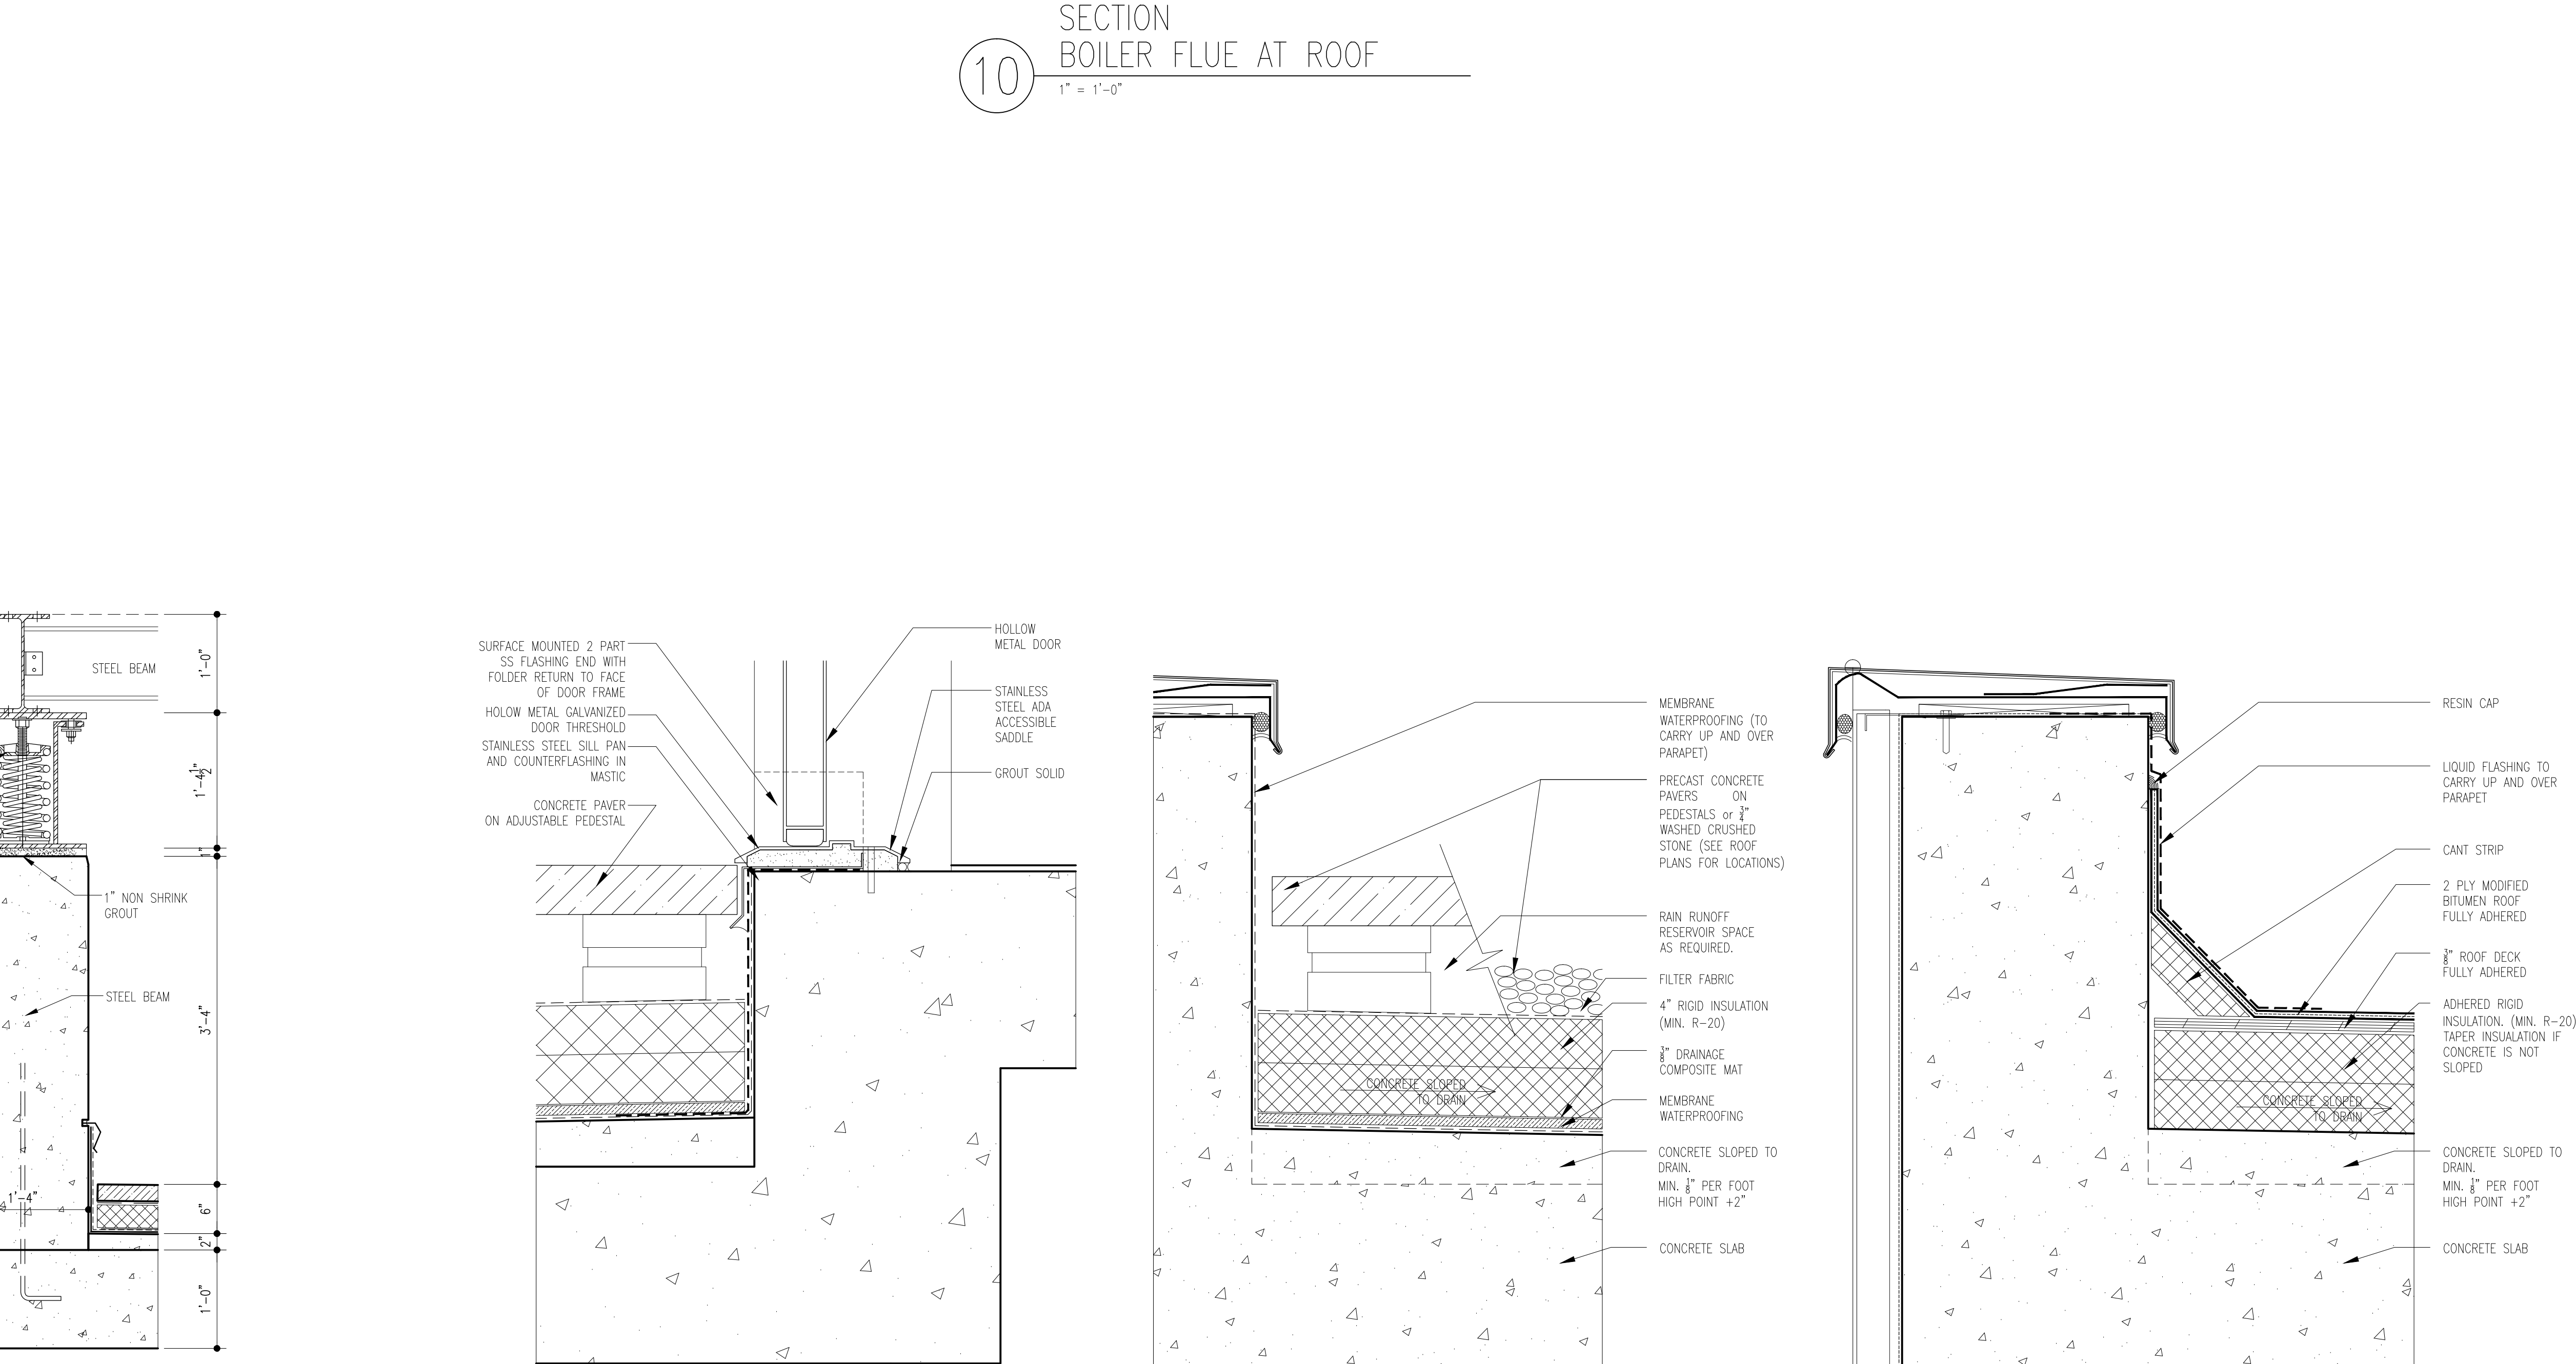 SECTION
BOILER FLUE AT ROOF
10
1" = 1'-0"
STEEL BEAM
1'-0"
1'-4½"
1"
1" NON SHRINK
GROUT
STEEL BEAM
3'-4"
1'-4"
6"
2"
1'-0"
SURFACE MOUNTED 2 PART
SS FLASHING END WITH
FOLDER RETURN TO FACE
OF DOOR FRAME
HOLOW METAL GALVANIZED
DOOR THRESHOLD
STAINLESS STEEL SILL PAN
AND COUNTERFLASHING IN
MASTIC
CONCRETE PAVER
ON ADJUSTABLE PEDESTAL
HOLLOW
METAL DOOR
STAINLESS
STEEL ADA
ACCESSIBLE
SADDLE
GROUT SOLID
MEMBRANE
WATERPROOFING (TO
CARRY UP AND OVER
PARAPET)
PRECAST CONCRETE
PAVERS ON
PEDESTALS or ¾"
WASHED CRUSHED
STONE (SEE ROOF
PLANS FOR LOCATIONS)
RAIN RUNOFF
RESERVOIR SPACE
AS REQUIRED.
FILTER FABRIC
4" RIGID INSULATION
(MIN. R-20)
⅜" DRAINAGE
COMPOSITE MAT
MEMBRANE
WATERPROOFING
CONCRETE SLOPED
TO DRAIN
CONCRETE SLOPED TO
DRAIN.
MIN. ⅛" PER FOOT
HIGH POINT +2"
CONCRETE SLAB
RESIN CAP
LIQUID FLASHING TO
CARRY UP AND OVER
PARAPET
CANT STRIP
2 PLY MODIFIED
BITUMEN ROOF
FULLY ADHERED
⅜" ROOF DECK
FULLY ADHERED
ADHERED RIGID
INSULATION. (MIN. R-20)
TAPER INSUALATION IF
CONCRETE IS NOT
SLOPED
CONCRETE SLOPED
TO DRAIN
CONCRETE SLOPED TO
DRAIN.
MIN. ⅛" PER FOOT
HIGH POINT +2"
CONCRETE SLAB